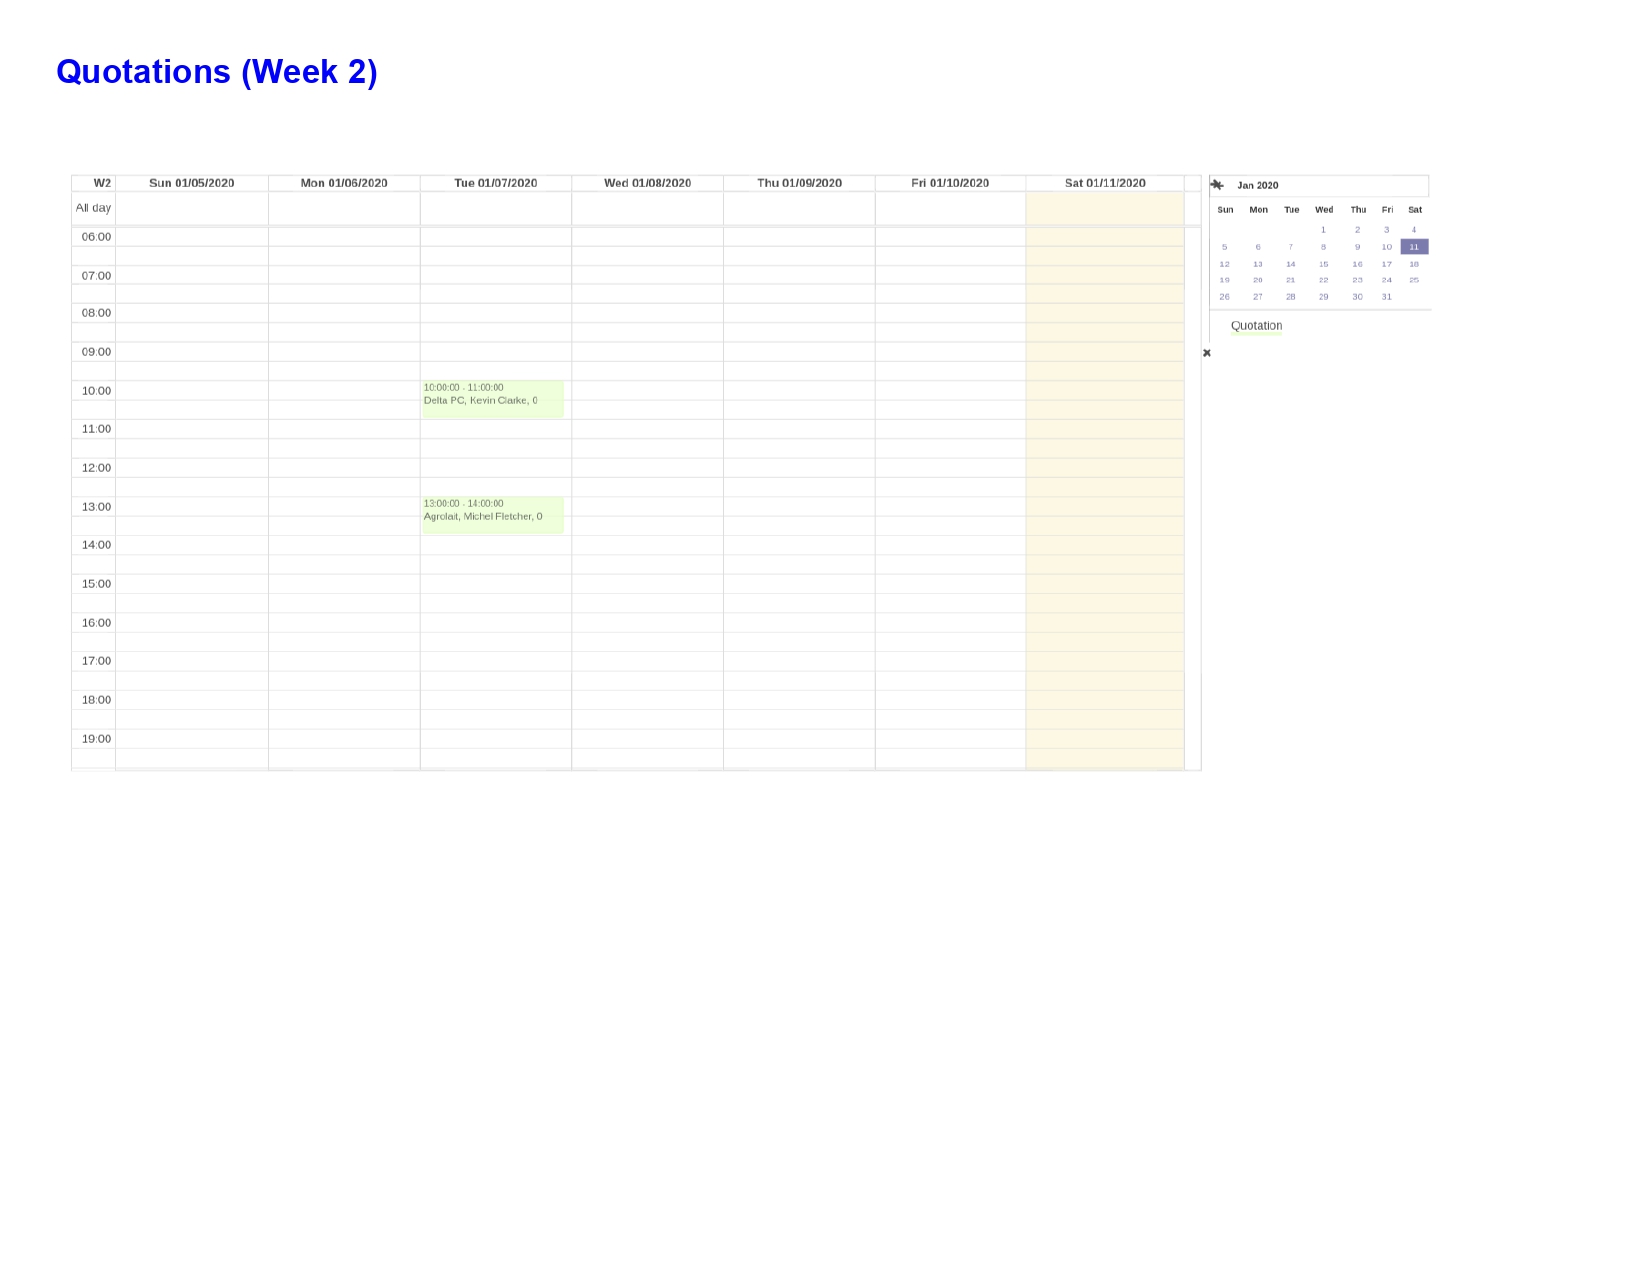 Quotations (Week 2)
W2 Sun 01/05/2020 Mon 01/06/2020 Tue 01/07/2020 Wed 01/08/2020 Thu 01/09/2020 Fri 01/10/2020 Sat 01/11/2020
All day
06:00
07:00
08:00
09:00
10:00
10:00:00 - 11:00:00
Delta PC, Kevin Clarke, 0
11:00
12:00
13:00
13:00:00 - 14:00:00
Agrolait, Michel Fletcher, 0
14:00
15:00
16:00
17:00
18:00
19:00
Jan 2020
Sun Mon Tue Wed Thu Fri Sat
1 2 3 4
5 6 7 8 9 10 11
12 13 14 15 16 17 18
19 20 21 22 23 24 25
26 27 28 29 30 31
Quotation